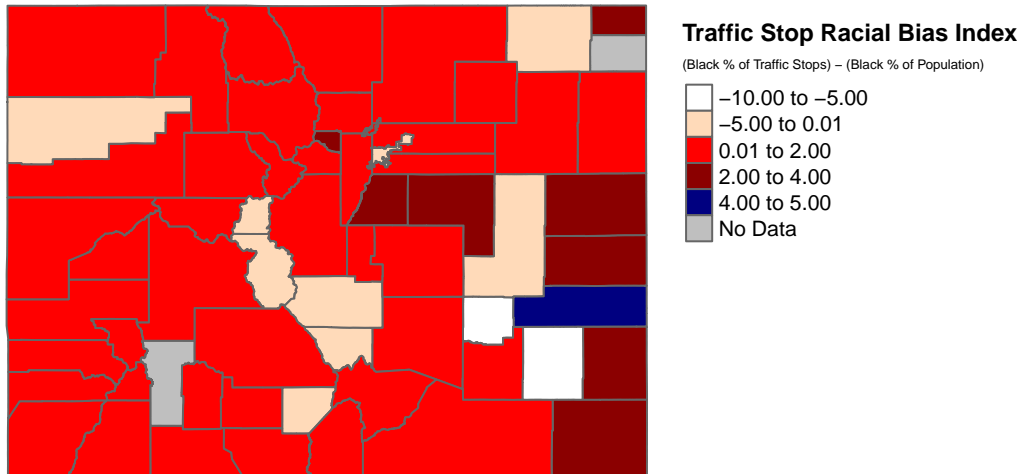 Traffic Stop Racial Bias Index
(Black % of Traffic Stops) − (Black % of Population)
−10.00 to −5.00
−5.00 to 0.01
0.01 to 2.00
2.00 to 4.00
4.00 to 5.00
No Data